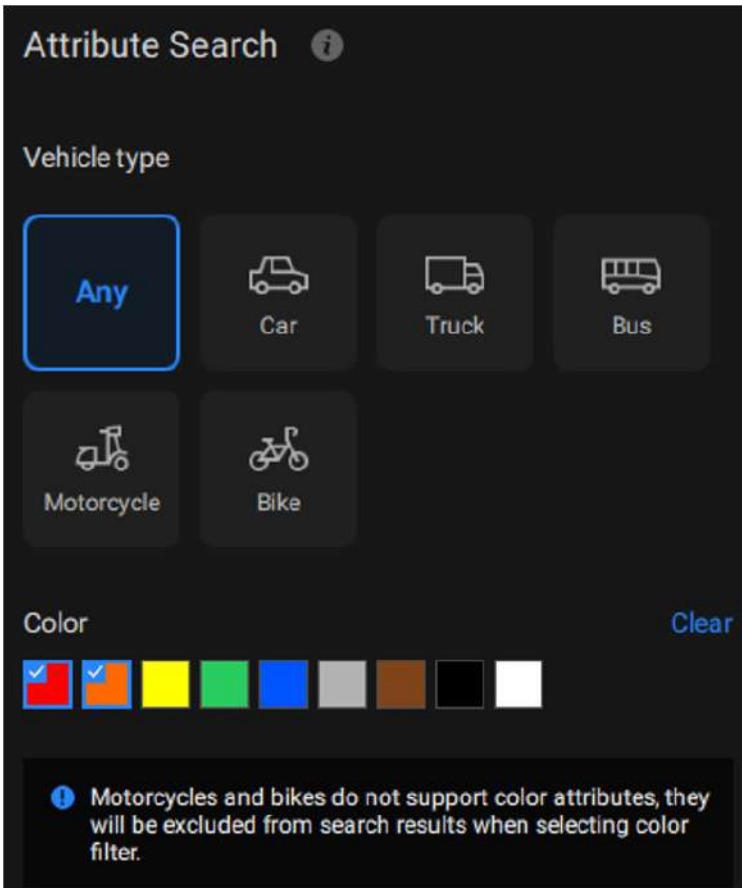 Attribute Search
Vehicle type
Any
Car
Truck
Bus
Motorcycle
Bike
Color
Clear
Motorcycles and bikes do not support color attributes, they
will be excluded from search results when selecting color
filter.